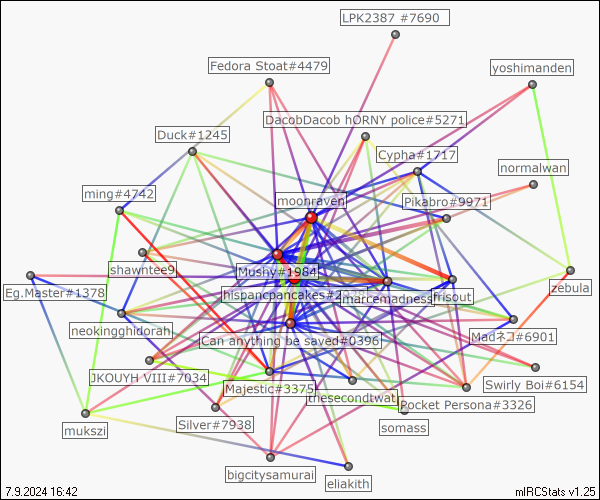 LPK2387 #7690
Fedora Stoat#4479
yoshimanden
DacobDacob hORNY police#5271
Duck#1245
Cypha#1717
normalwan
ming#4742
moonraven
Pikabro#9971
shawntee9
Mushy#1984
zebula
Eg.Master#1378
hispancpancakes#2
marcemadness
frisout
neokingghidorah
Can anything be saved#0396
Madネコ#6901
JKOUYH VIII#7034
Majestic#3375
Swirly Boi#6154
thesecondtwat
Pocket Persona#3326
mukszi
Silver#7938
somass
bigcitysamurai
eliakith
7.9.2024 16:42
mIRCStats v1.25